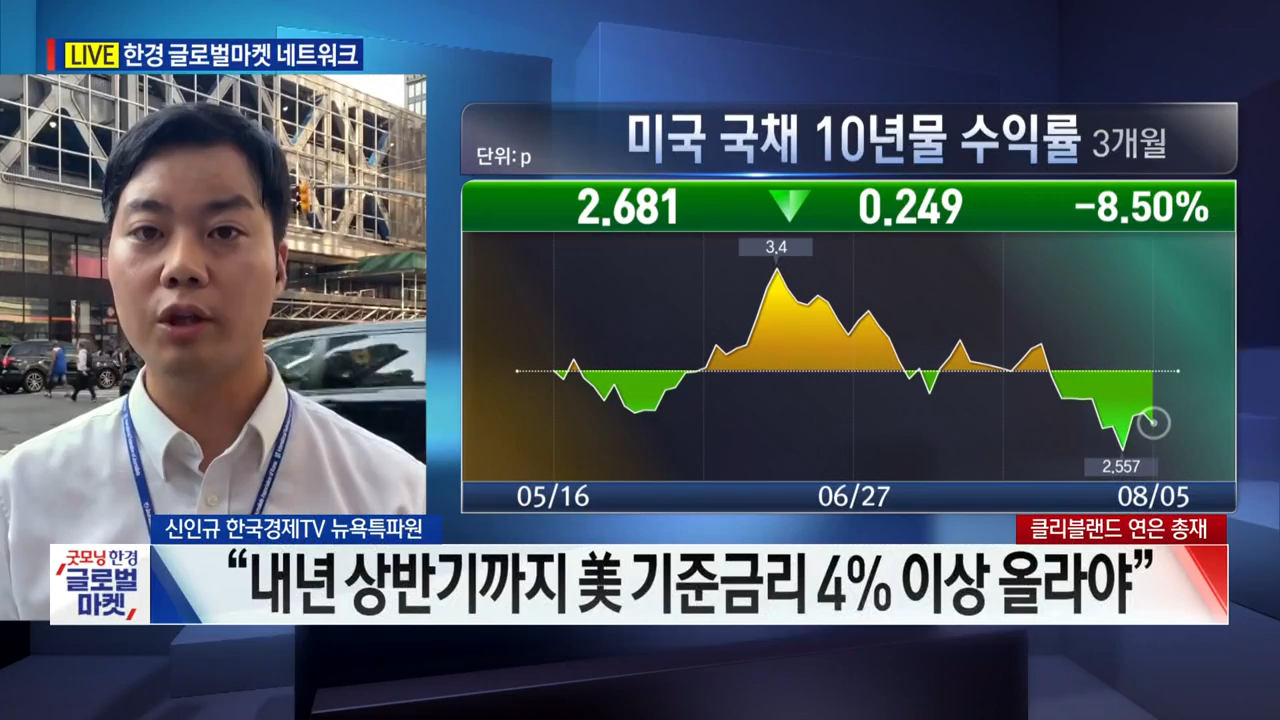 LIVE 한경 글로벌마켓 네트워크
미국 국채 10년물 수익률 3개월
단위:p
2.681 0.249 -8.50%
3.4
2,557
05/16 06/27 08/05
신인규 한국경제TV 뉴욕특파원
클리블랜드 연은 총재
굿모닝 한경
글로벌
마켓
“내년 상반기까지 美 기준금리 4% 이상 올라야”